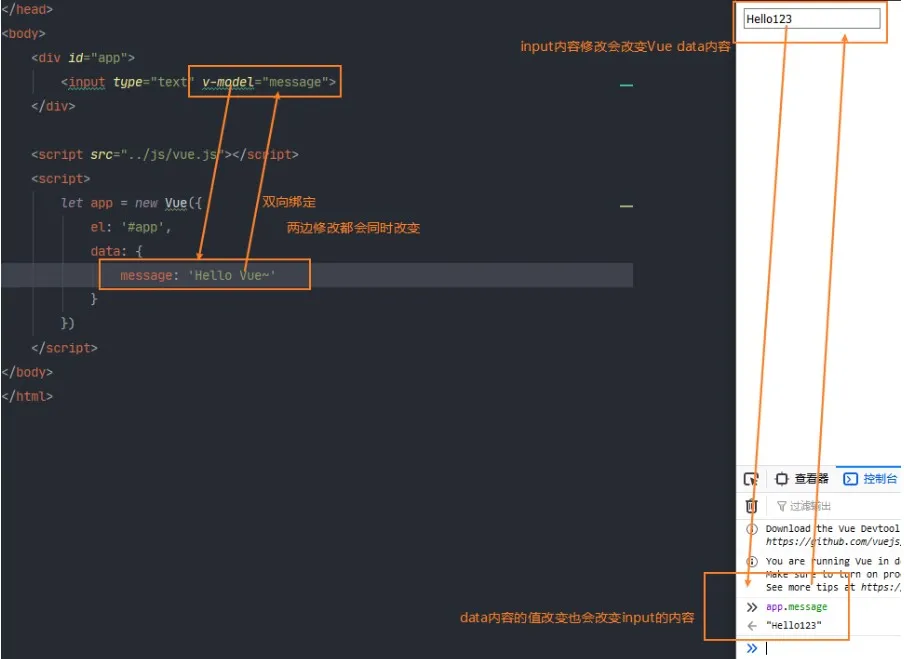 </head>
<body>
<div id="app">
<input type="text" v-model="message">
</div>
<script src="../js/vue.js"></script>
<script>
let app = new Vue({
el: '#app',
data: {
message: 'Hello Vue~'
}
})
</script>
</body>
</html>
双向绑定
两边修改都会同时改变
input内容修改会改变Vue data内容
Hello123
data内容的值改变也会改变input的内容
查看器
控制台
过滤输出
Download the Vue Devtool
https://github.com/vuejs
You are running Vue in d
Make sure to turn on pro
See more tips at https:/
app.message
"Hello123"